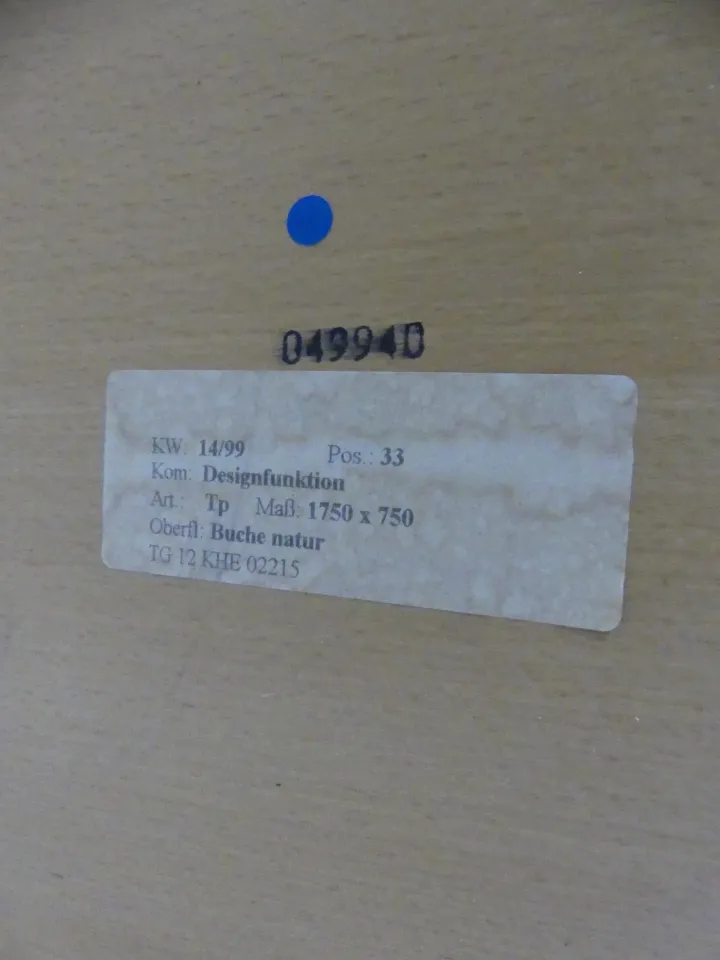 049940
KW: 14/99 Pos.: 33
Kom: Designfunktion
Art.: Tp Maß: 1750 x 750
Oberfl: Buche natur
TG 12 KHE 02215